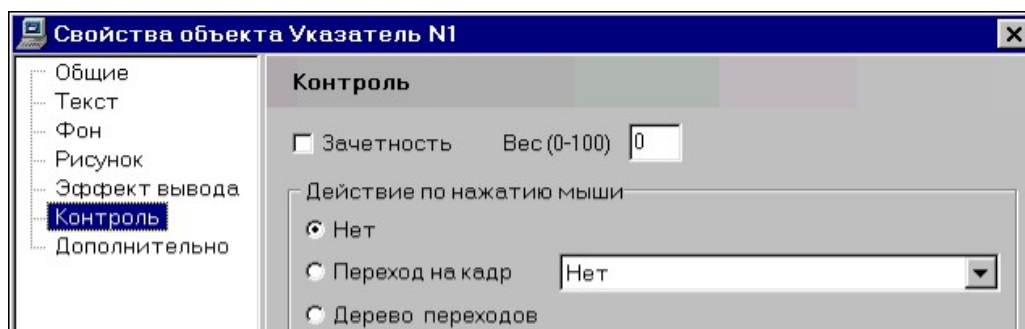 Свойства объекта Указатель N1
Общие
Текст
Фон
Рисунок
Эффект вывода
Контроль
Дополнительно
Контроль
Зачетность Вес (0-100) 0
Действие по нажатию мыши
Нет
Переход на кадр Нет
Дерево переходов